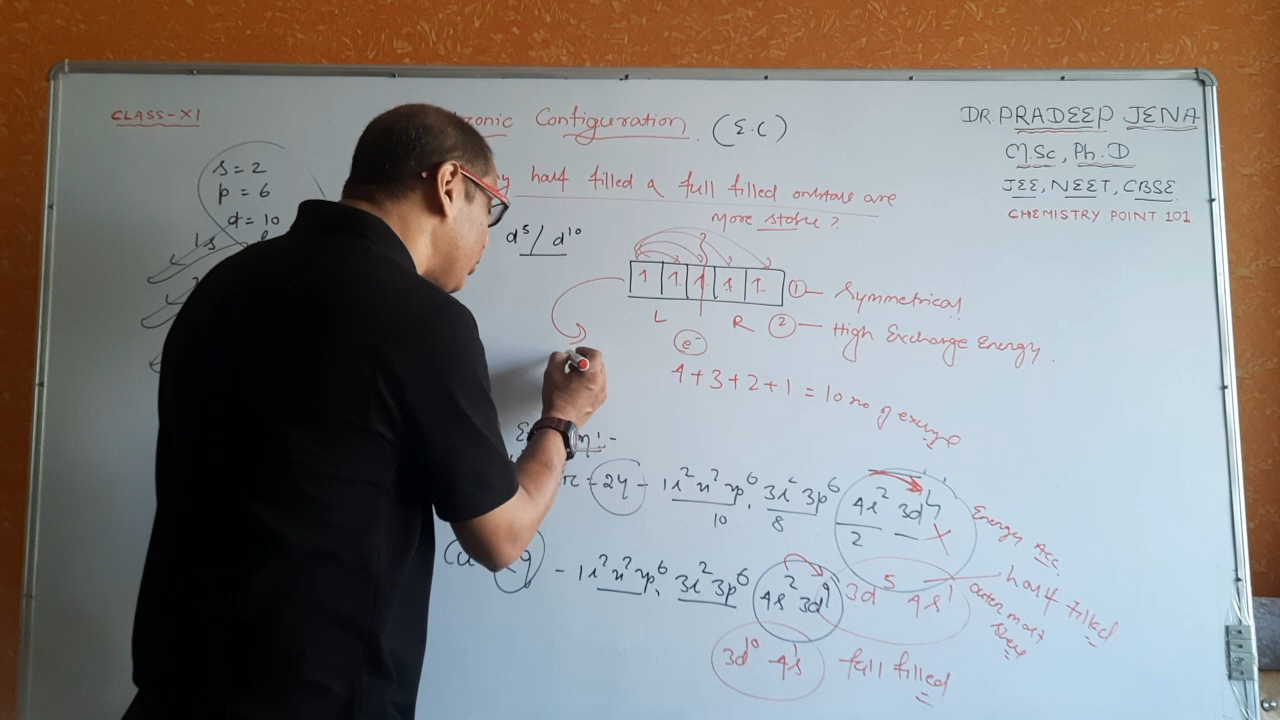 CLASS-XI
Configuration (E.C)
DR. PRADEEP JENA
M.Sc, Ph.D
JEE, NEET, CBSE
CHEMISTRY POINT 101
s = 2
p = 6
d = 10
1s
half filled & full filled orbitals are
more stable?
d⁵/ d¹⁰
1 1 1 1 1
① Symmetrical
L R
② High Exchange Energy.
e⁻
4+3+2+1 = 10 no of
24 - 1s² 2s² 2p⁶ 3s² 3p⁶ 4s² 3d⁴
10 8 2 X
Energy Acc
- 1s² 2s² 2p⁶ 3s² 3p⁶ 4s² 3d⁹
3d⁵ 4s¹
half filled
outermost
3d¹⁰ 4s¹ full filled